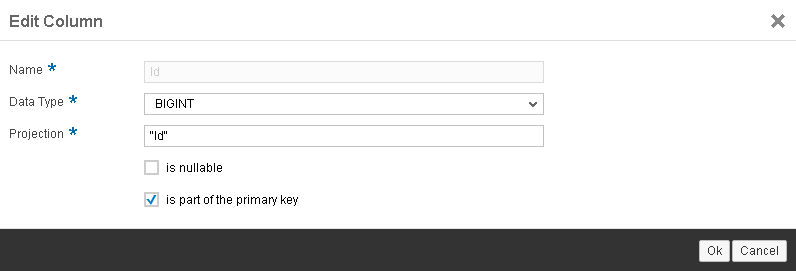 Edit Column
Name *
Id
Data Type *
BIGINT
Projection *
"Id"
is nullable
is part of the primary key
Ok Cancel